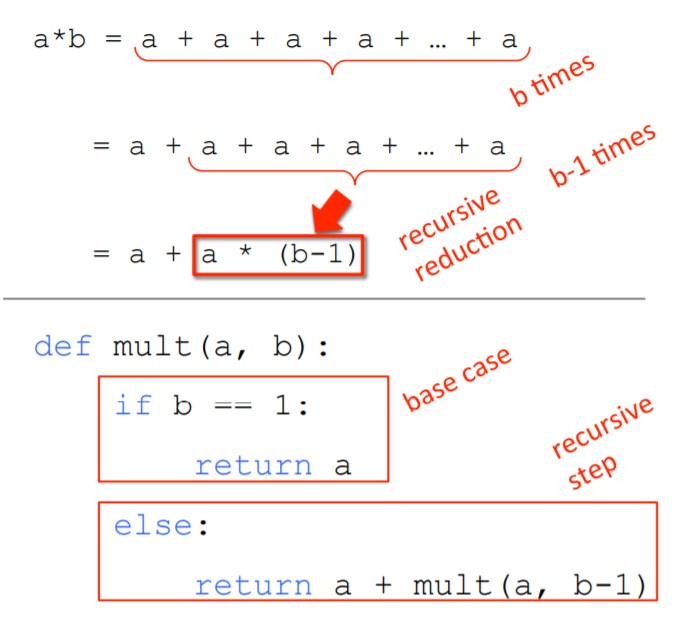 a*b = a + a + a + a + … + a
b times
= a + a + a + a + … + a
b-1 times
recursive
reduction
= a + a * (b-1)
def mult(a, b):
if b == 1:
return a
base case
recursive
step
else:
return a + mult(a, b-1)